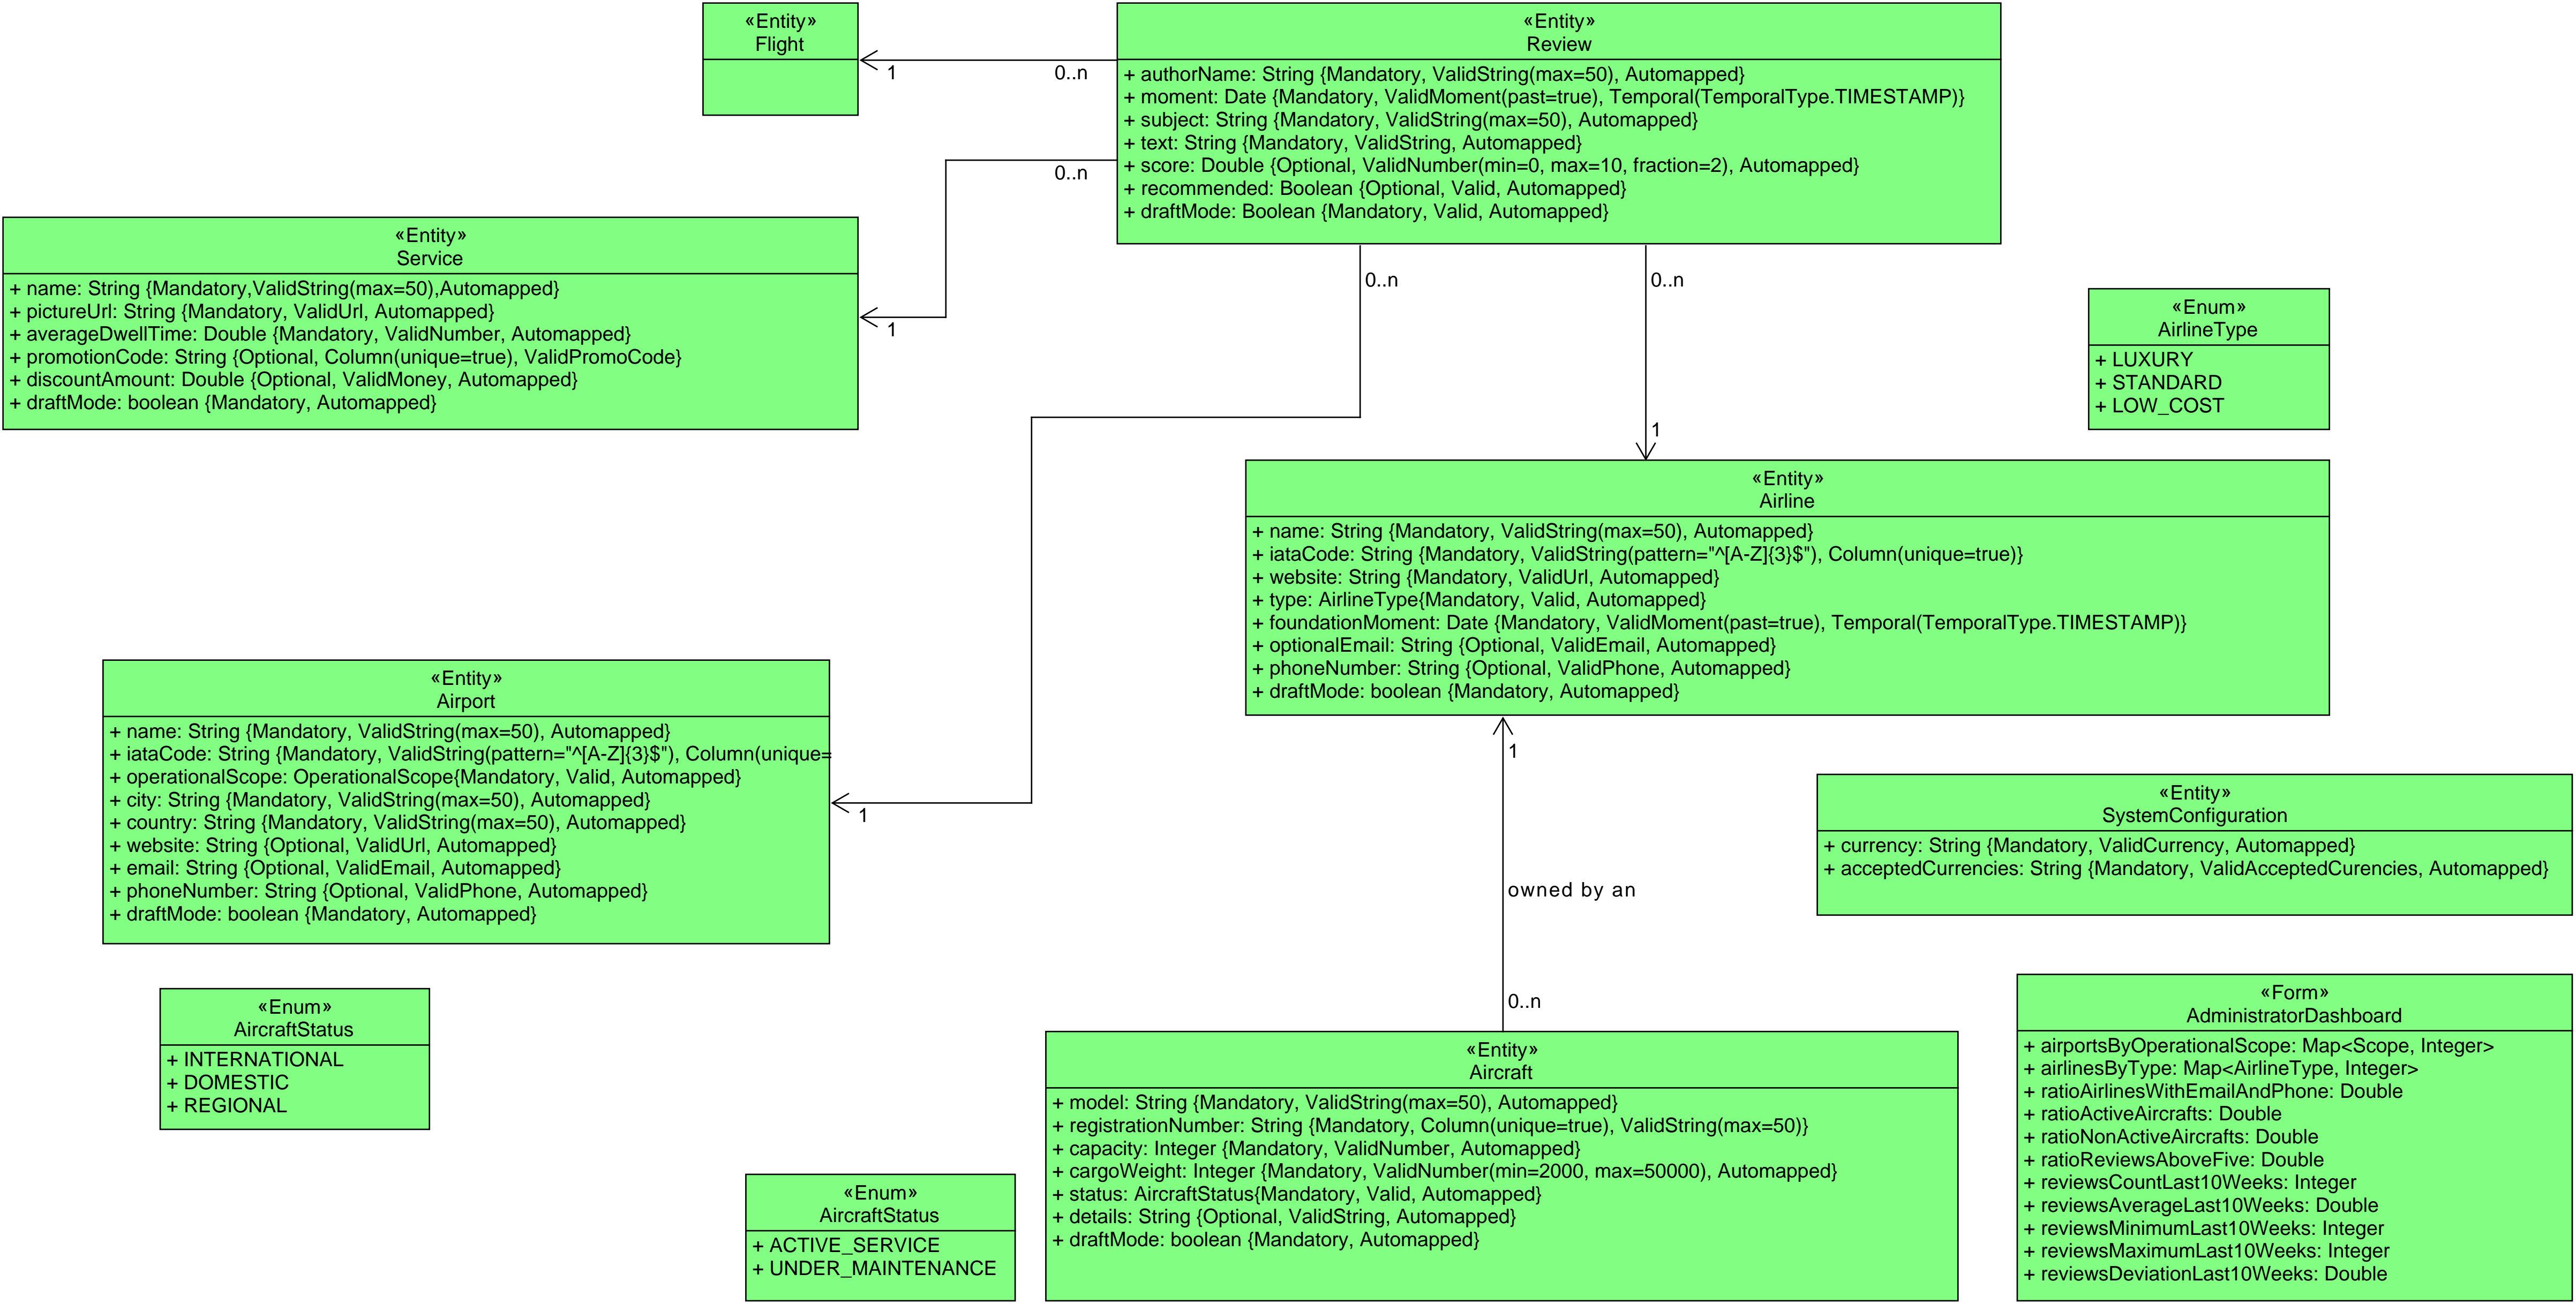 «Entity»
Flight
«Entity»
Review
+ authorName: String {Mandatory, ValidString(max=50), Automapped}
+ moment: Date {Mandatory, ValidMoment(past=true), Temporal(TemporalType.TIMESTAMP)}
+ subject: String {Mandatory, ValidString(max=50), Automapped}
+ text: String {Mandatory, ValidString, Automapped}
+ score: Double {Optional, ValidNumber(min=0, max=10, fraction=2), Automapped}
+ recommended: Boolean {Optional, Valid, Automapped}
+ draftMode: Boolean {Mandatory, Valid, Automapped}
1
0..n
0..n
«Entity»
Service
+ name: String {Mandatory,ValidString(max=50),Automapped}
+ pictureUrl: String {Mandatory, ValidUrl, Automapped}
+ averageDwellTime: Double {Mandatory, ValidNumber, Automapped}
+ promotionCode: String {Optional, Column(unique=true), ValidPromoCode}
+ discountAmount: Double {Optional, ValidMoney, Automapped}
+ draftMode: boolean {Mandatory, Automapped}
1
0..n
0..n
1
«Enum»
AirlineType
+ LUXURY
+ STANDARD
+ LOW_COST
«Entity»
Airline
+ name: String {Mandatory, ValidString(max=50), Automapped}
+ iataCode: String {Mandatory, ValidString(pattern="^[A-Z]{3}$"), Column(unique=true)}
+ website: String {Mandatory, ValidUrl, Automapped}
+ type: AirlineType{Mandatory, Valid, Automapped}
+ foundationMoment: Date {Mandatory, ValidMoment(past=true), Temporal(TemporalType.TIMESTAMP)}
+ optionalEmail: String {Optional, ValidEmail, Automapped}
+ phoneNumber: String {Optional, ValidPhone, Automapped}
+ draftMode: boolean {Mandatory, Automapped}
«Entity»
Airport
+ name: String {Mandatory, ValidString(max=50), Automapped}
+ iataCode: String {Mandatory, ValidString(pattern="^[A-Z]{3}$"), Column(unique=
+ operationalScope: OperationalScope{Mandatory, Valid, Automapped}
+ city: String {Mandatory, ValidString(max=50), Automapped}
+ country: String {Mandatory, ValidString(max=50), Automapped}
+ website: String {Optional, ValidUrl, Automapped}
+ email: String {Optional, ValidEmail, Automapped}
+ phoneNumber: String {Optional, ValidPhone, Automapped}
+ draftMode: boolean {Mandatory, Automapped}
1
1
owned by an
0..n
«Entity»
SystemConfiguration
+ currency: String {Mandatory, ValidCurrency, Automapped}
+ acceptedCurrencies: String {Mandatory, ValidAcceptedCurencies, Automapped}
«Enum»
AircraftStatus
+ INTERNATIONAL
+ DOMESTIC
+ REGIONAL
«Enum»
AircraftStatus
+ ACTIVE_SERVICE
+ UNDER_MAINTENANCE
«Entity»
Aircraft
+ model: String {Mandatory, ValidString(max=50), Automapped}
+ registrationNumber: String {Mandatory, Column(unique=true), ValidString(max=50)}
+ capacity: Integer {Mandatory, ValidNumber, Automapped}
+ cargoWeight: Integer {Mandatory, ValidNumber(min=2000, max=50000), Automapped}
+ status: AircraftStatus{Mandatory, Valid, Automapped}
+ details: String {Optional, ValidString, Automapped}
+ draftMode: boolean {Mandatory, Automapped}
«Form»
AdministratorDashboard
+ airportsByOperationalScope: Map<Scope, Integer>
+ airlinesByType: Map<AirlineType, Integer>
+ ratioAirlinesWithEmailAndPhone: Double
+ ratioActiveAircrafts: Double
+ ratioNonActiveAircrafts: Double
+ ratioReviewsAboveFive: Double
+ reviewsCountLast10Weeks: Integer
+ reviewsAverageLast10Weeks: Double
+ reviewsMinimumLast10Weeks: Integer
+ reviewsMaximumLast10Weeks: Integer
+ reviewsDeviationLast10Weeks: Double